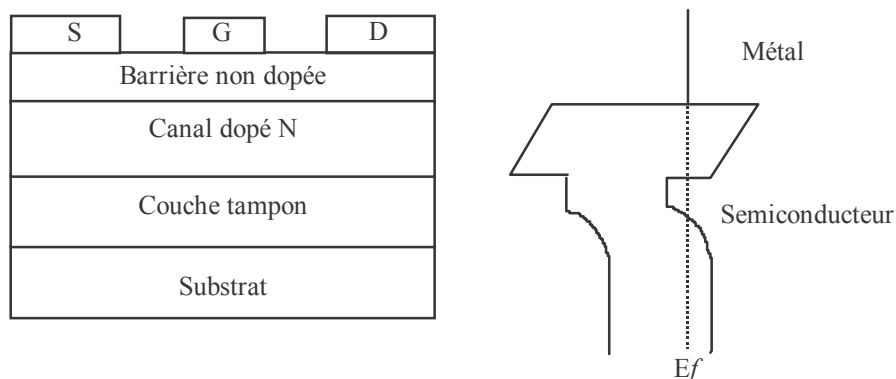 S G D
Barrière non dopée
Canal dopé N
Couche tampon
Substrat
Métal
Semiconducteur
Ef